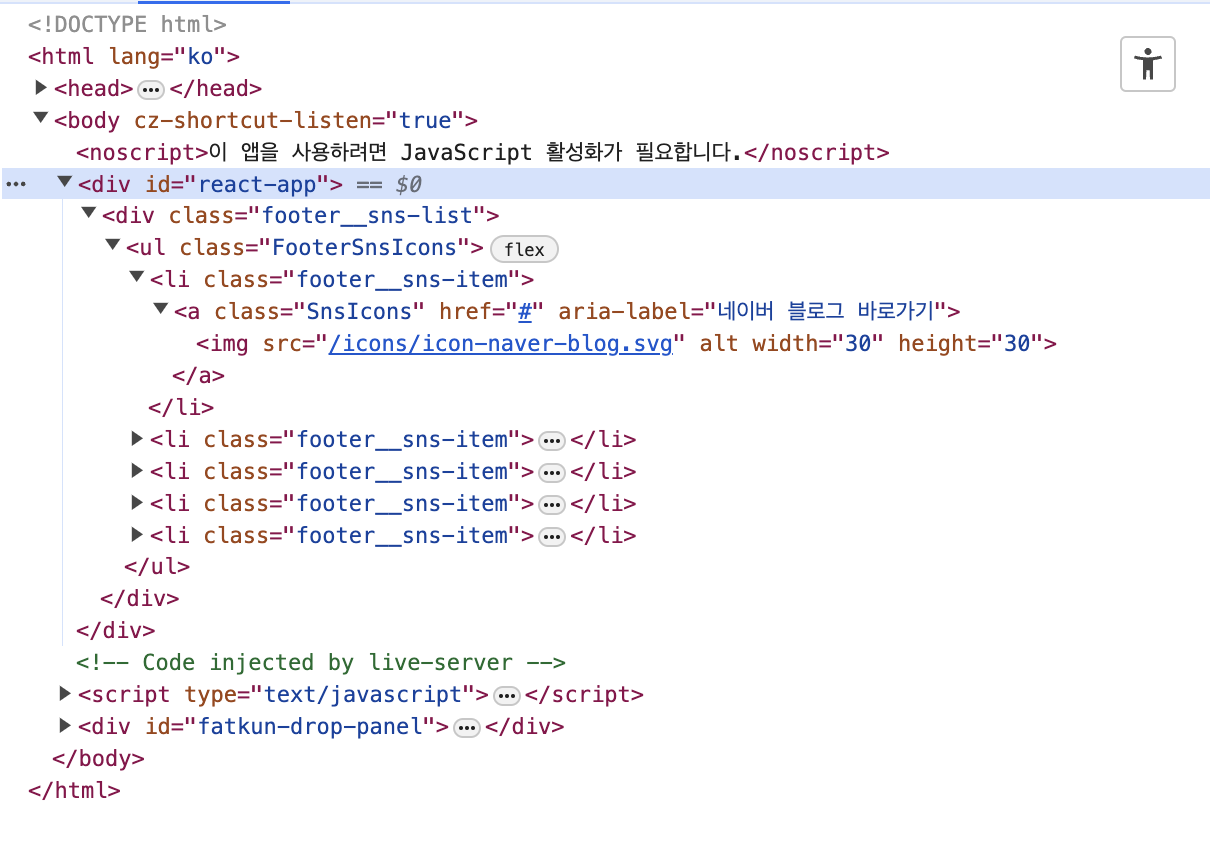 <!DOCTYPE html>
<html lang="ko">
<head> ••• </head>
<body cz-shortcut-listen="true">
<noscript>이 앱을 사용하려면 JavaScript 활성화가 필요합니다.</noscript>
••• <div id="react-app"> == $0
<div class="footer__sns-list">
<ul class="FooterSnsIcons"> flex
<li class="footer__sns-item">
<a class="SnsIcons" href="#" aria-label="네이버 블로그 바로가기">
<img src="/icons/icon-naver-blog.svg" alt width="30" height="30">
</a>
</li>
<li class="footer__sns-item"> ••• </li>
<li class="footer__sns-item"> ••• </li>
<li class="footer__sns-item"> ••• </li>
<li class="footer__sns-item"> ••• </li>
</ul>
</div>
</div>
<!-- Code injected by live-server -->
<script type="text/javascript"> ••• </script>
<div id="fatkun-drop-panel"> ••• </div>
</body>
</html>